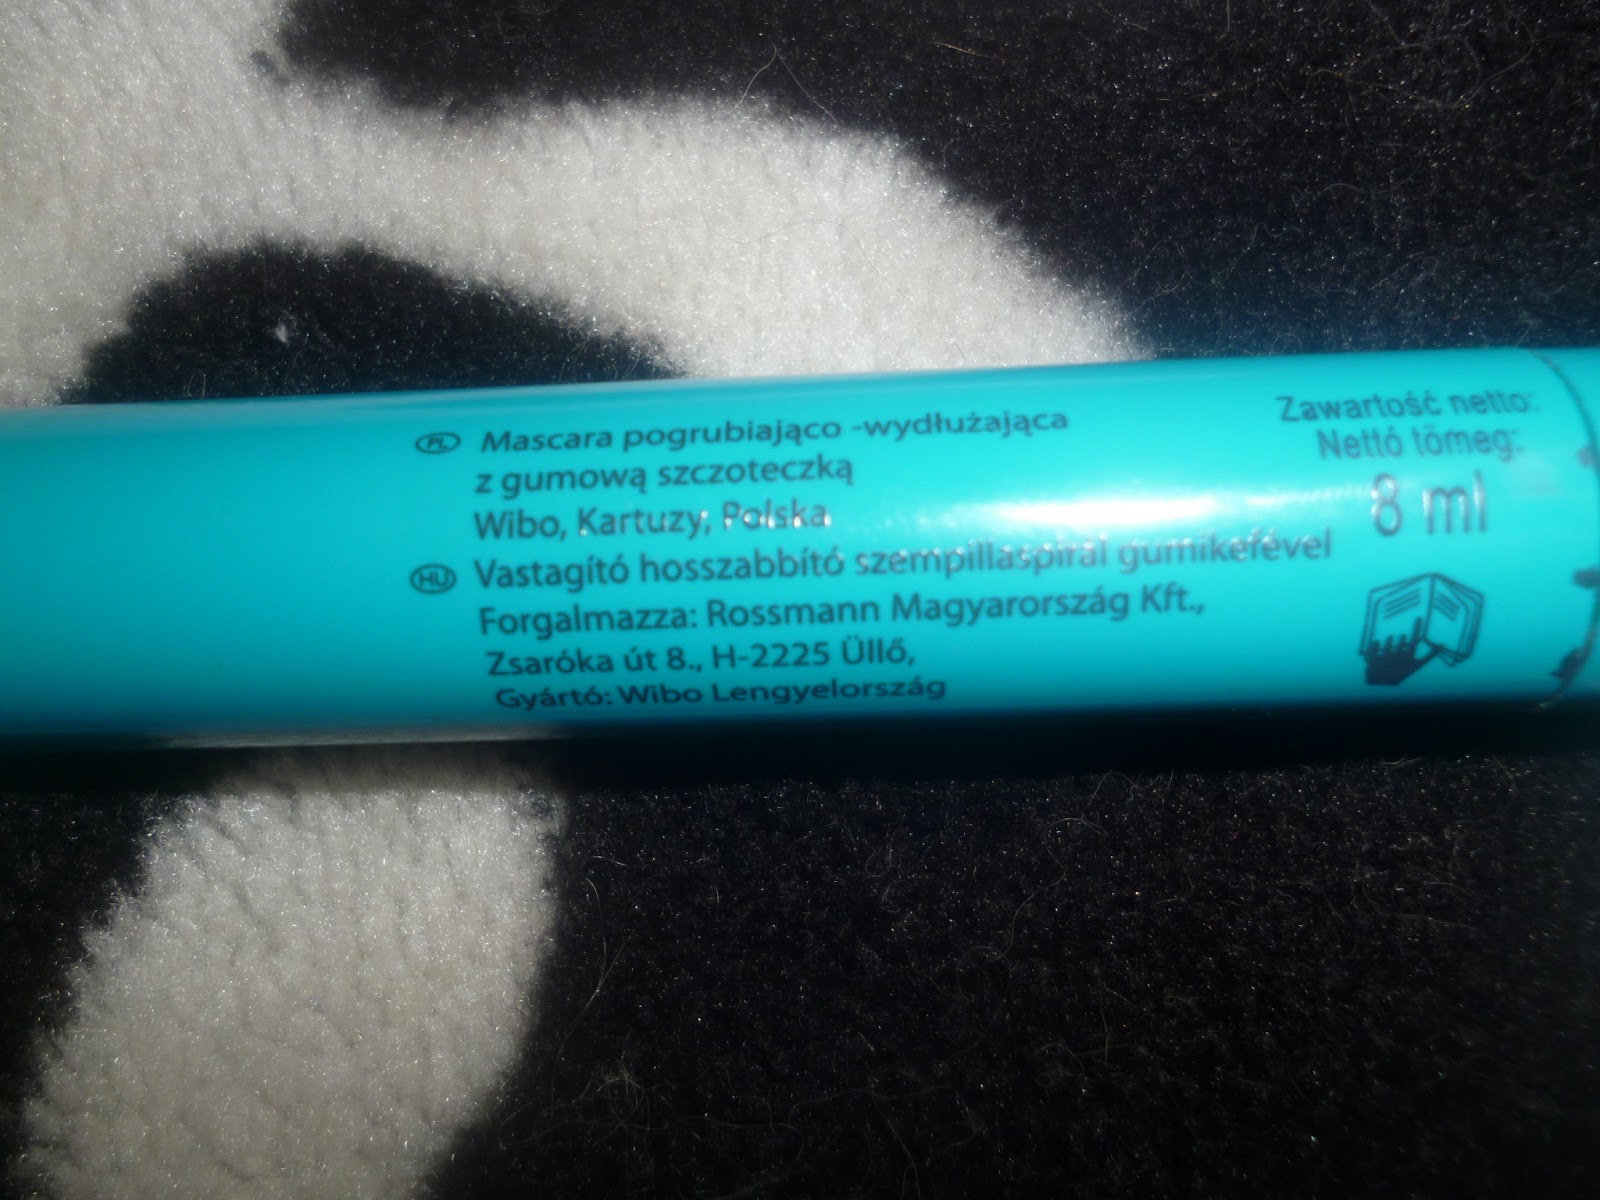 PL Mascara pogrubiająco -wydłużająca
z gumową szczoteczką
Wibo, Kartuzy, Polska
HU Vastagító hosszabbító szempillaspirál gumikefével
Forgalmazza: Rossmann Magyarország Kft.,
Zsaróka út 8., H-2225 Üllő,
Gyártó: Wibo Lengyelország
Zawartość netto:
Nettó tömeg:
8 ml